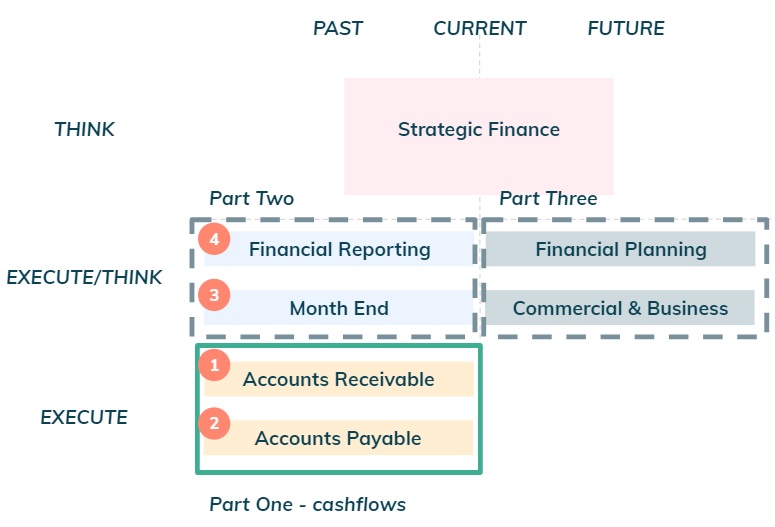 PAST CURRENT FUTURE
THINK Strategic Finance
Part Two Part Three
4 Financial Reporting Financial Planning
EXECUTE/THINK
3 Month End Commercial & Business
1 Accounts Receivable
EXECUTE
2 Accounts Payable
Part One - cashflows